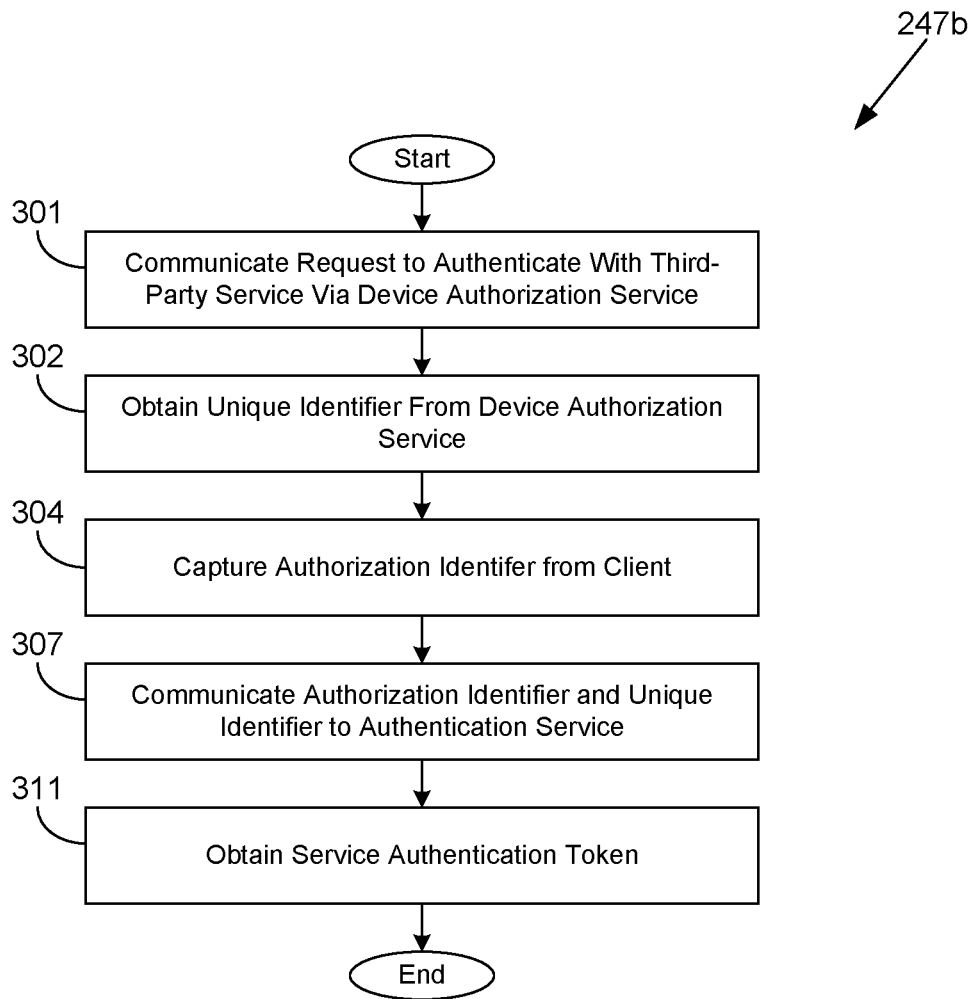 247b
Start
301
Communicate Request to Authenticate With Third-
Party Service Via Device Authorization Service
302
Obtain Unique Identifier From Device Authorization
Service
304
Capture Authorization Identifer from Client
307
Communicate Authorization Identifier and Unique
Identifier to Authentication Service
311
Obtain Service Authentication Token
End